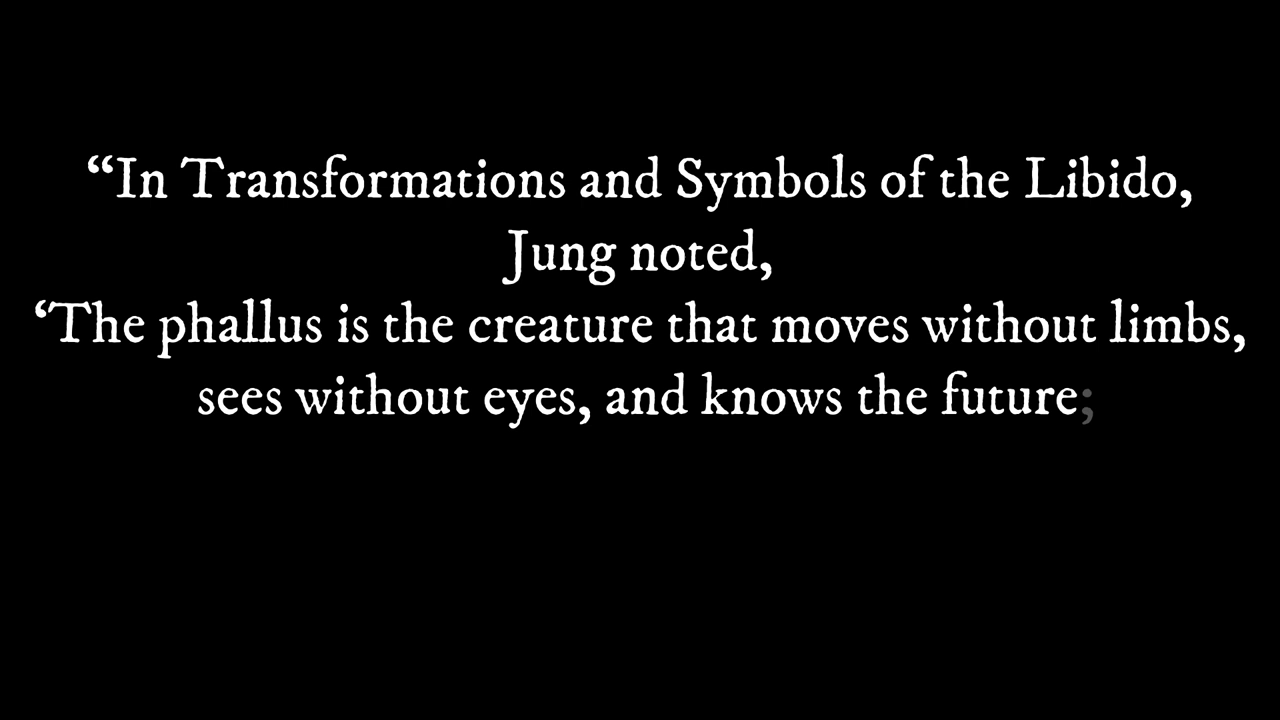 “In Transformations and Symbols of the Libido,
Jung noted,
‘The phallus is the creature that moves without limbs,
sees without eyes, and knows the future;